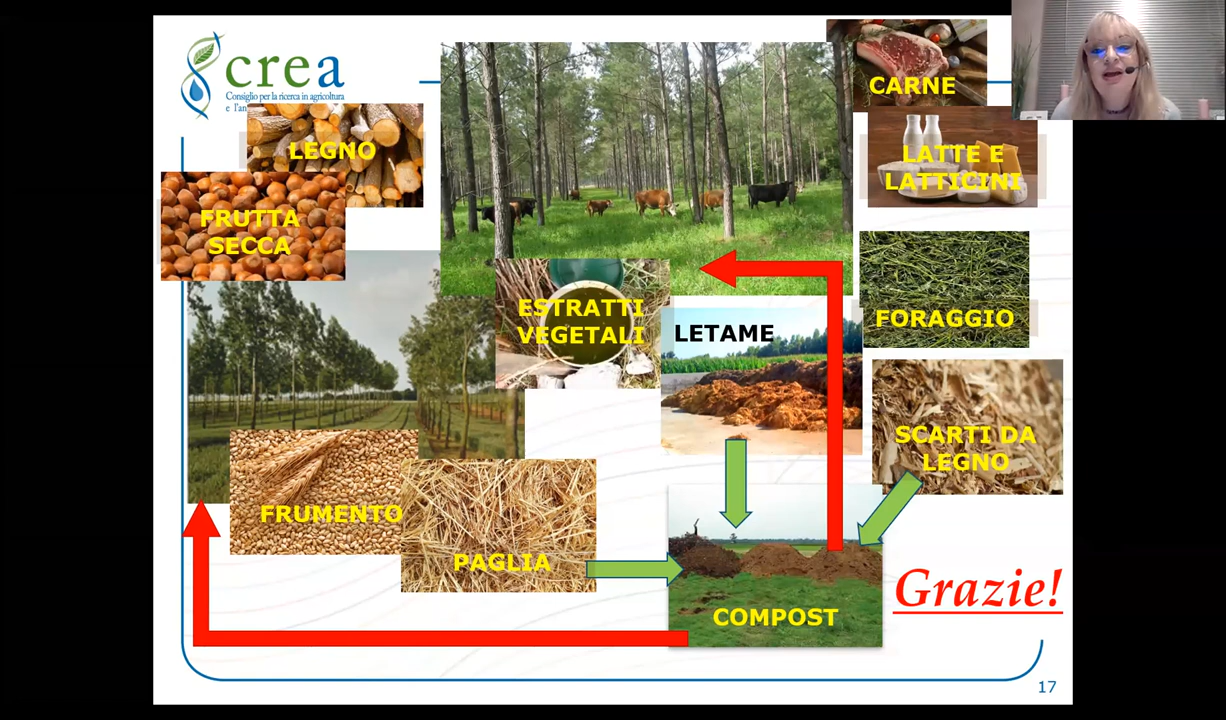 crea
Consiglio per la ricerca in agricoltura
e l'an
LEGNO
FRUTTA
SECCA
CARNE
LATTE E
LATTICINI
ESTRATTI
VEGETALI
LETAME
FORAGGIO
SCARTI DA
LEGNO
FRUMENTO
PAGLIA
COMPOST
Grazie!
17